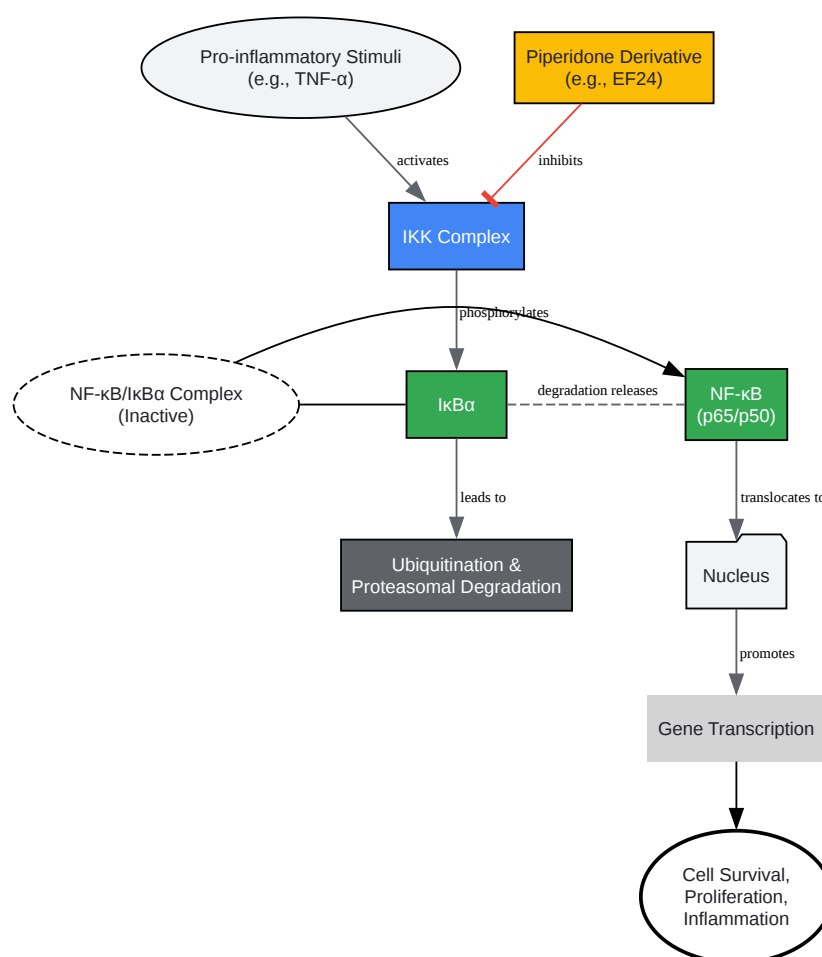 Pro-inflammatory Stimuli
(e.g., TNF-α)
Piperidone Derivative
(e.g., EF24)
activates
inhibits
IKK Complex
phosphorylates
NF-κB/IκBα Complex
(Inactive)
IκBα
degradation releases
NF-κB
(p65/p50)
leads to
translocates to
Ubiquitination &
Proteasomal Degradation
Nucleus
promotes
Gene Transcription
Cell Survival,
Proliferation,
Inflammation